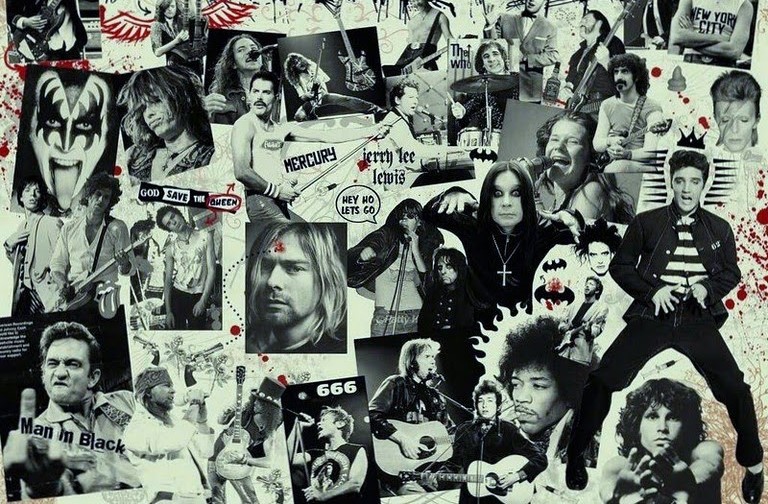 NEW YORK
CITY
The
who
MERCURY
jerry lee
lewis
GOD SAVE THE QUEEN
HEY HO
LETS GO
666
Man in Black